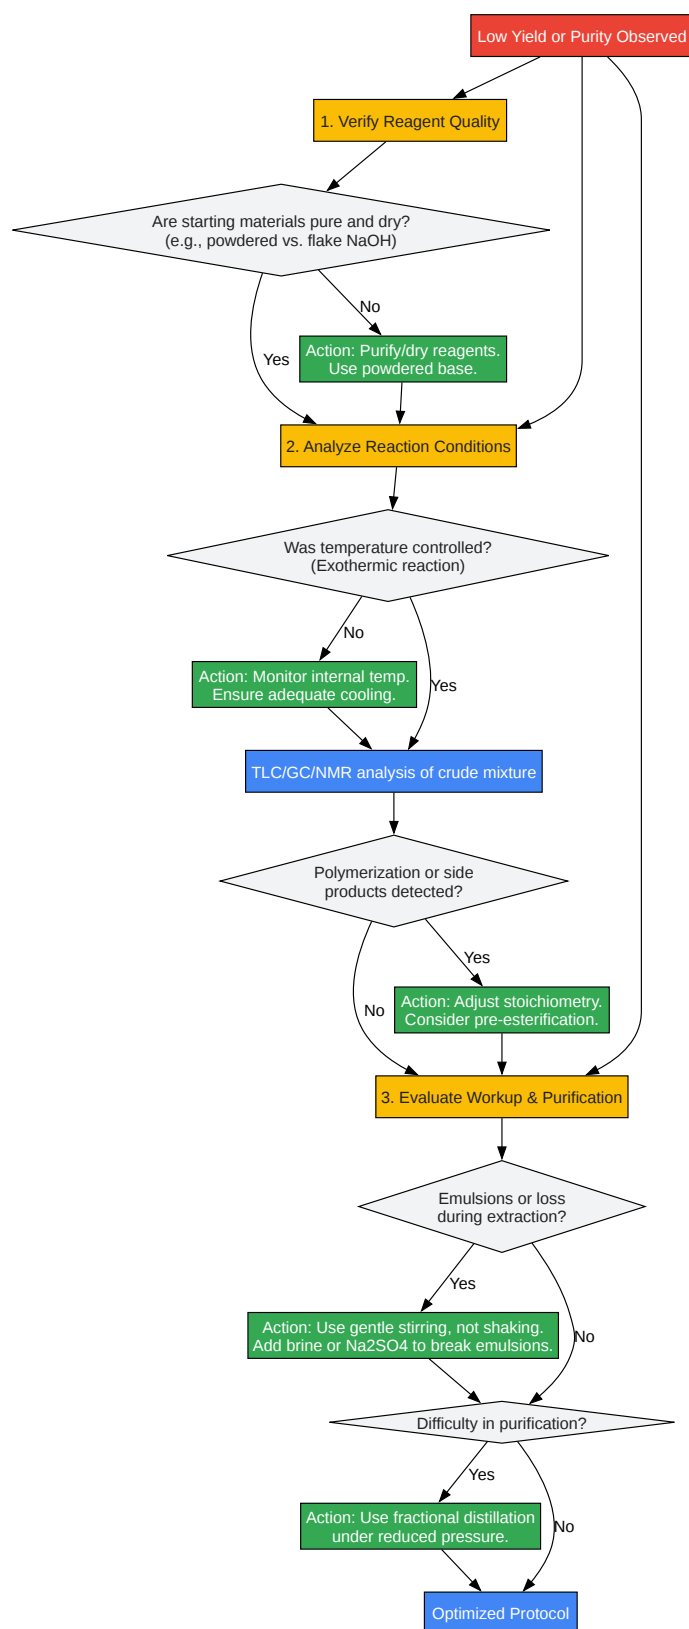 Low Yield or Purity Observed
1. Verify Reagent Quality
Are starting materials pure and dry?
(e.g., powdered vs. flake NaOH)
No
Yes
Action: Purify/dry reagents.
Use powdered base.
2. Analyze Reaction Conditions
Was temperature controlled?
(Exothermic reaction)
No
Yes
Action: Monitor internal temp.
Ensure adequate cooling.
TLC/GC/NMR analysis of crude mixture
Polymerization or side
products detected?
Yes
No
Action: Adjust stoichiometry.
Consider pre-esterification.
3. Evaluate Workup & Purification
Emulsions or loss
during extraction?
Yes
No
Action: Use gentle stirring, not shaking.
Add brine or Na2SO4 to break emulsions.
Difficulty in purification?
Yes
No
Action: Use fractional distillation
under reduced pressure.
Optimized Protocol